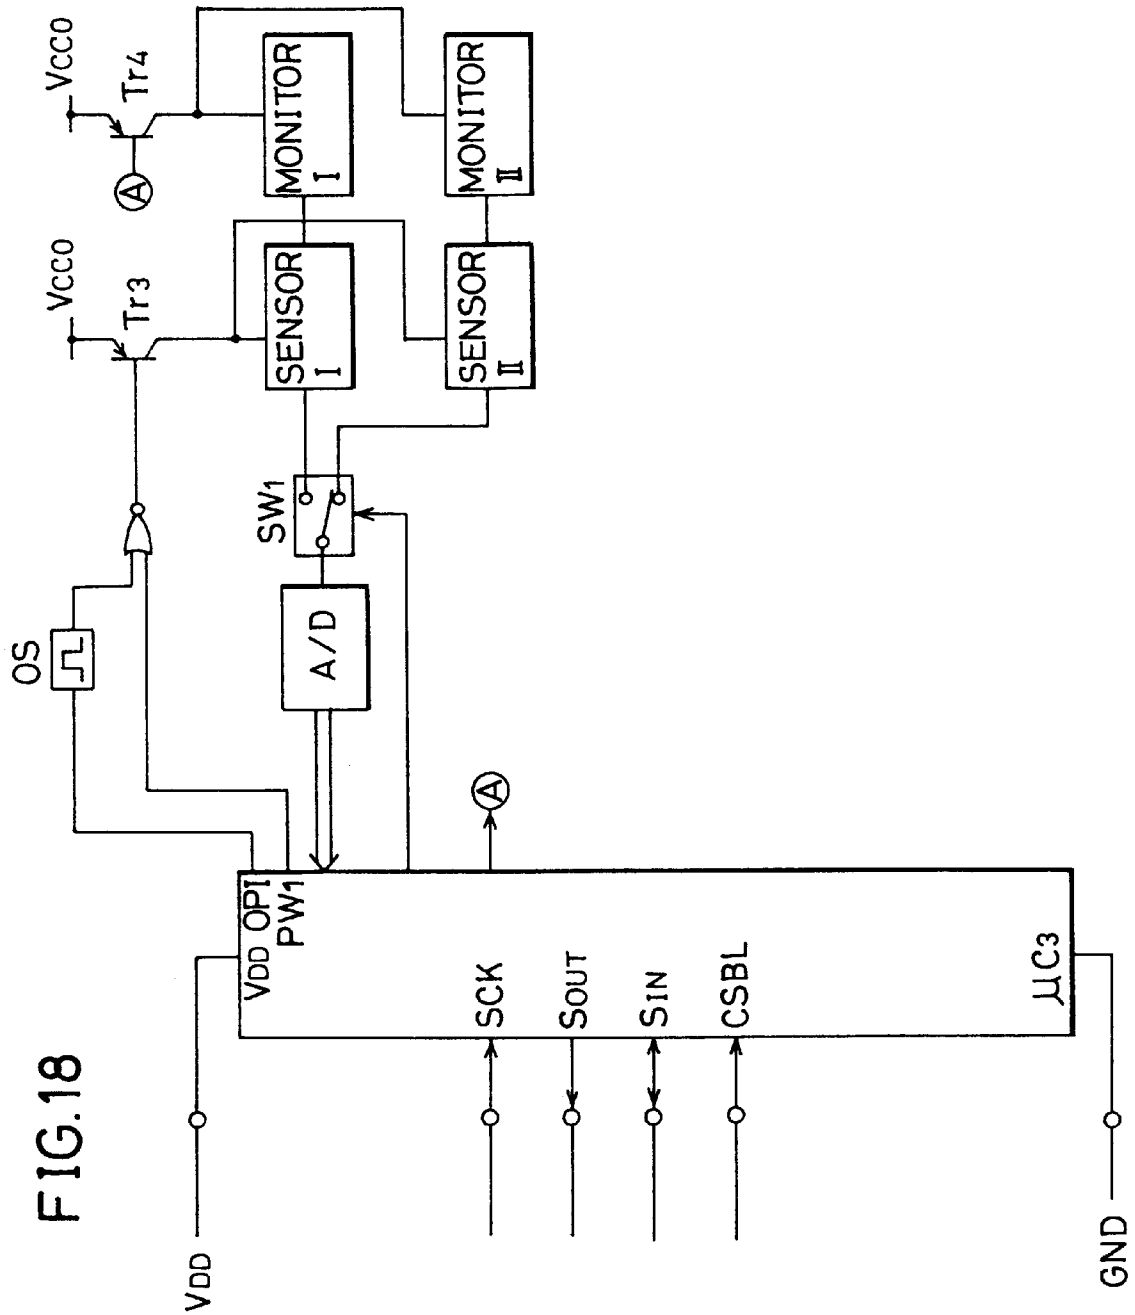 FIG.18
VDD
GND
VDD
OPI
PW1
SCK
SOUT
SIN
CSBL
μC3
OS
A
A/D
SW1
VCC0
Tr3
SENSOR
I
SENSOR
II
VCC0
Tr4
A
MONITOR
I
MONITOR
II